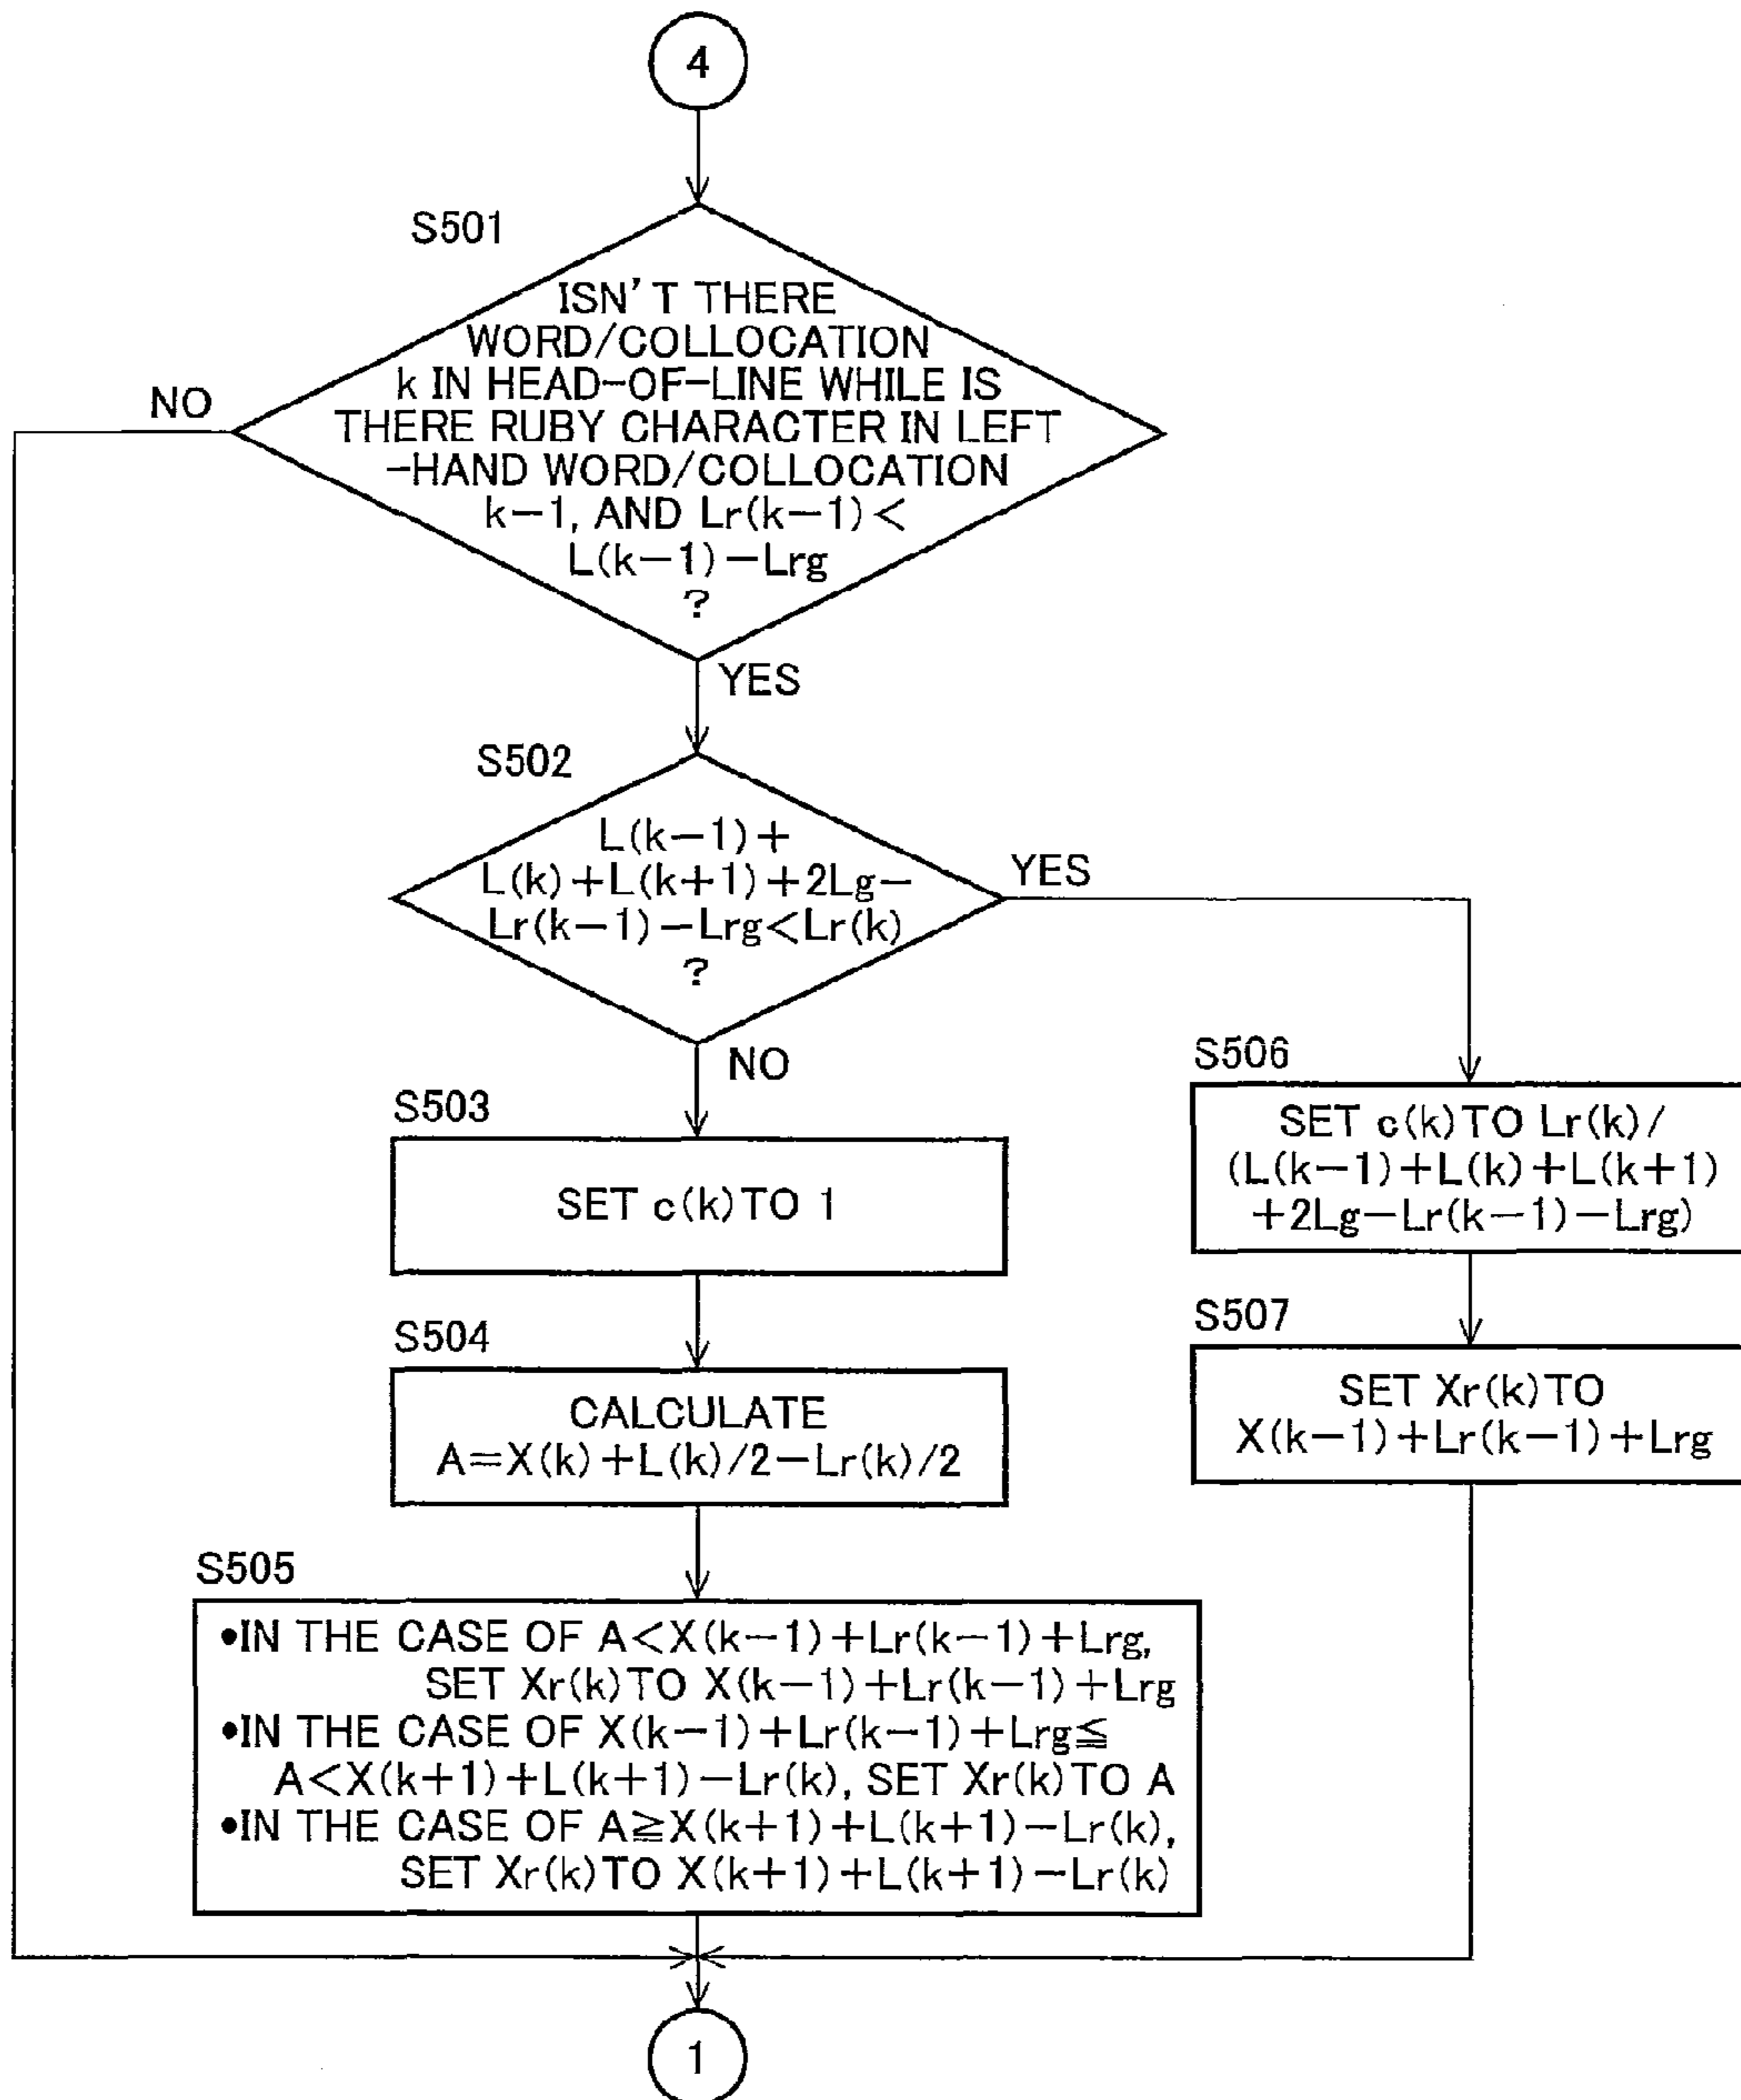 4
S501
ISN'T THERE
WORD/COLLOCATION
k IN HEAD-OF-LINE WHILE IS
THERE RUBY CHARACTER IN LEFT
-HAND WORD/COLLOCATION
k-1, AND Lr(k-1)<
L(k-1)-Lrg
?
NO
YES
S502
L(k-1)+
L(k)+L(k+1)+2Lg-
Lr(k-1)-Lrg<Lr(k)
?
YES
NO
S503
SET c(k)TO 1
S504
CALCULATE
A=X(k)+L(k)/2-Lr(k)/2
S505
•IN THE CASE OF A<X(k-1)+Lr(k-1)+Lrg,
SET Xr(k)TO X(k-1)+Lr(k-1)+Lrg
•IN THE CASE OF X(k-1)+Lr(k-1)+Lrg≦
A<X(k+1)+L(k+1)-Lr(k), SET Xr(k)TO A
•IN THE CASE OF A≧X(k+1)+L(k+1)-Lr(k),
SET Xr(k)TO X(k+1)+L(k+1)-Lr(k)
S506
SET c(k)TO Lr(k)/
(L(k-1)+L(k)+L(k+1)
+2Lg-Lr(k-1)-Lrg)
S507
SET Xr(k)TO
X(k-1)+Lr(k-1)+Lrg
1